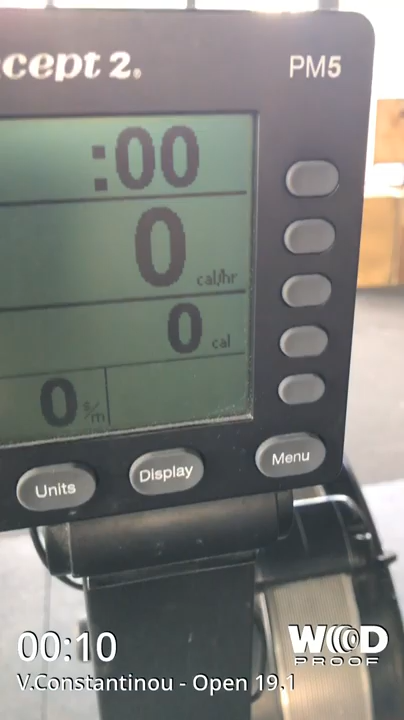 cept 2.
PM5
:00
0
cal/hr
0
cal
0 s/m
Units
Display
Menu
00:10
WOD
PROOF
V.Constantinou - Open 19.1